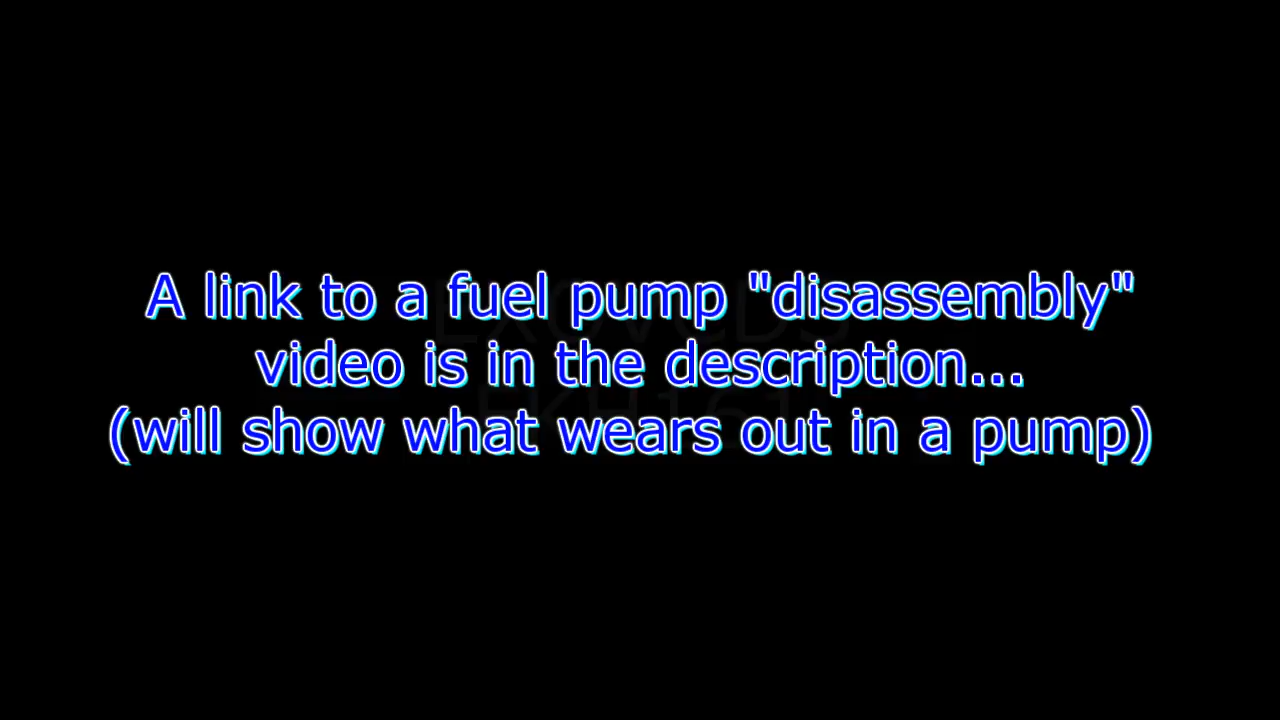 A link to a fuel pump "disassembly"
video is in the description...
(will show what wears out in a pump)